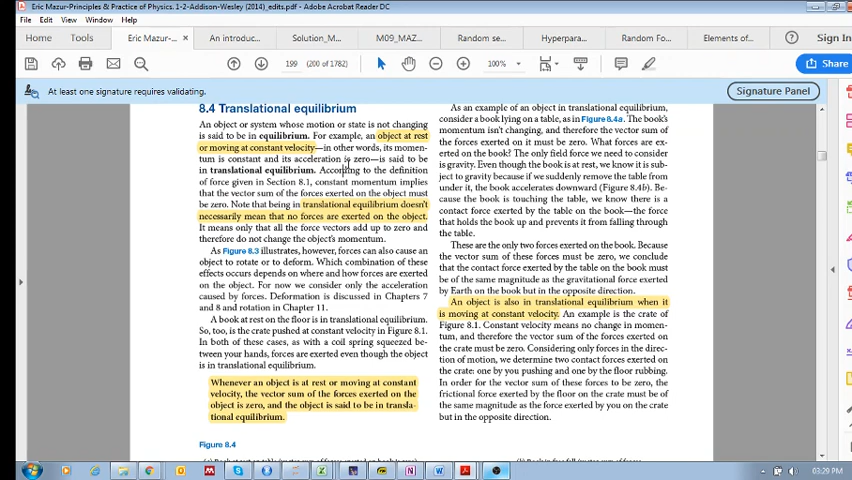 Eric Mazur-Principles & Practice of Physics. 1-2-Addison-Wesley (2014)_edits.pdf - Adobe Acrobat Reader DC
File Edit View Window Help
Home Tools Eric Mazur-... × An introduc... Solution_M... M09_MAZ... Random se... Hyperpara... Random Fo... Elements of... Sign In
199 (200 of 1782) 100% Share
At least one signature requires validating. Signature Panel
8.4 Translational equilibrium
An object or system whose motion or state is not changing
is said to be in equilibrium. For example, an object at rest
or moving at constant velocity—in other words, its momen-
tum is constant and its acceleration is zero—is said to be
in translational equilibrium. According to the definition
of force given in Section 8.1, constant momentum implies
that the vector sum of the forces exerted on the object must
be zero. Note that being in translational equilibrium doesn't
necessarily mean that no forces are exerted on the object.
It means only that all the force vectors add up to zero and
therefore do not change the object's momentum.
As Figure 8.3 illustrates, however, forces can also cause an
object to rotate or to deform. Which combination of these
effects occurs depends on where and how forces are exerted
on the object. For now we consider only the acceleration
caused by forces. Deformation is discussed in Chapters 7
and 8 and rotation in Chapter 11.
A book at rest on the floor is in translational equilibrium.
So, too, is the crate pushed at constant velocity in Figure 8.1.
In both of these cases, as with a coil spring squeezed be-
tween your hands, forces are exerted even though the object
is in translational equilibrium.
Whenever an object is at rest or moving at constant
velocity, the vector sum of the forces exerted on the
object is zero, and the object is said to be in transla-
tional equilibrium.
Figure 8.4
As an example of an object in translational equilibrium,
consider a book lying on a table, as in Figure 8.4a. The book's
momentum isn't changing, and therefore the vector sum of
the forces exerted on it must be zero. What forces are ex-
erted on the book? The only field force we need to consider
is gravity. Even though the book is at rest, we know it is sub-
ject to gravity because if we suddenly remove the table from
under it, the book accelerates downward (Figure 8.4b). Be-
cause the book is touching the table, we know there is a
contact force exerted by the table on the book—the force
that holds the book up and prevents it from falling through
the table.
These are the only two forces exerted on the book. Because
the vector sum of these forces must be zero, we conclude
that the contact force exerted by the table on the book must
be of the same magnitude as the gravitational force exerted
by Earth on the book but in the opposite direction.
An object is also in translational equilibrium when it
is moving at constant velocity. An example is the crate of
Figure 8.1. Constant velocity means no change in momen-
tum, and therefore the vector sum of the forces exerted on
the crate must be zero. Considering only forces in the direc-
tion of motion, we determine two contact forces exerted on
the crate: one by you pushing and one by the floor rubbing.
In order for the vector sum of these forces to be zero, the
frictional force exerted by the floor on the crate must be of
the same magnitude as the force exerted by you on the crate
but in the opposite direction.
03:29 PM